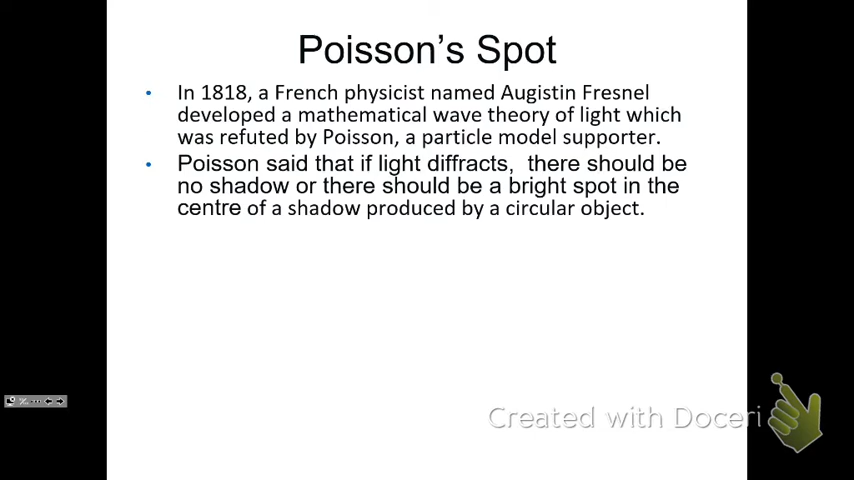 Poisson's Spot
• In 1818, a French physicist named Augistin Fresnel
developed a mathematical wave theory of light which
was refuted by Poisson, a particle model supporter.
• Poisson said that if light diffracts, there should be
no shadow or there should be a bright spot in the
centre of a shadow produced by a circular object.
Created with Doceri